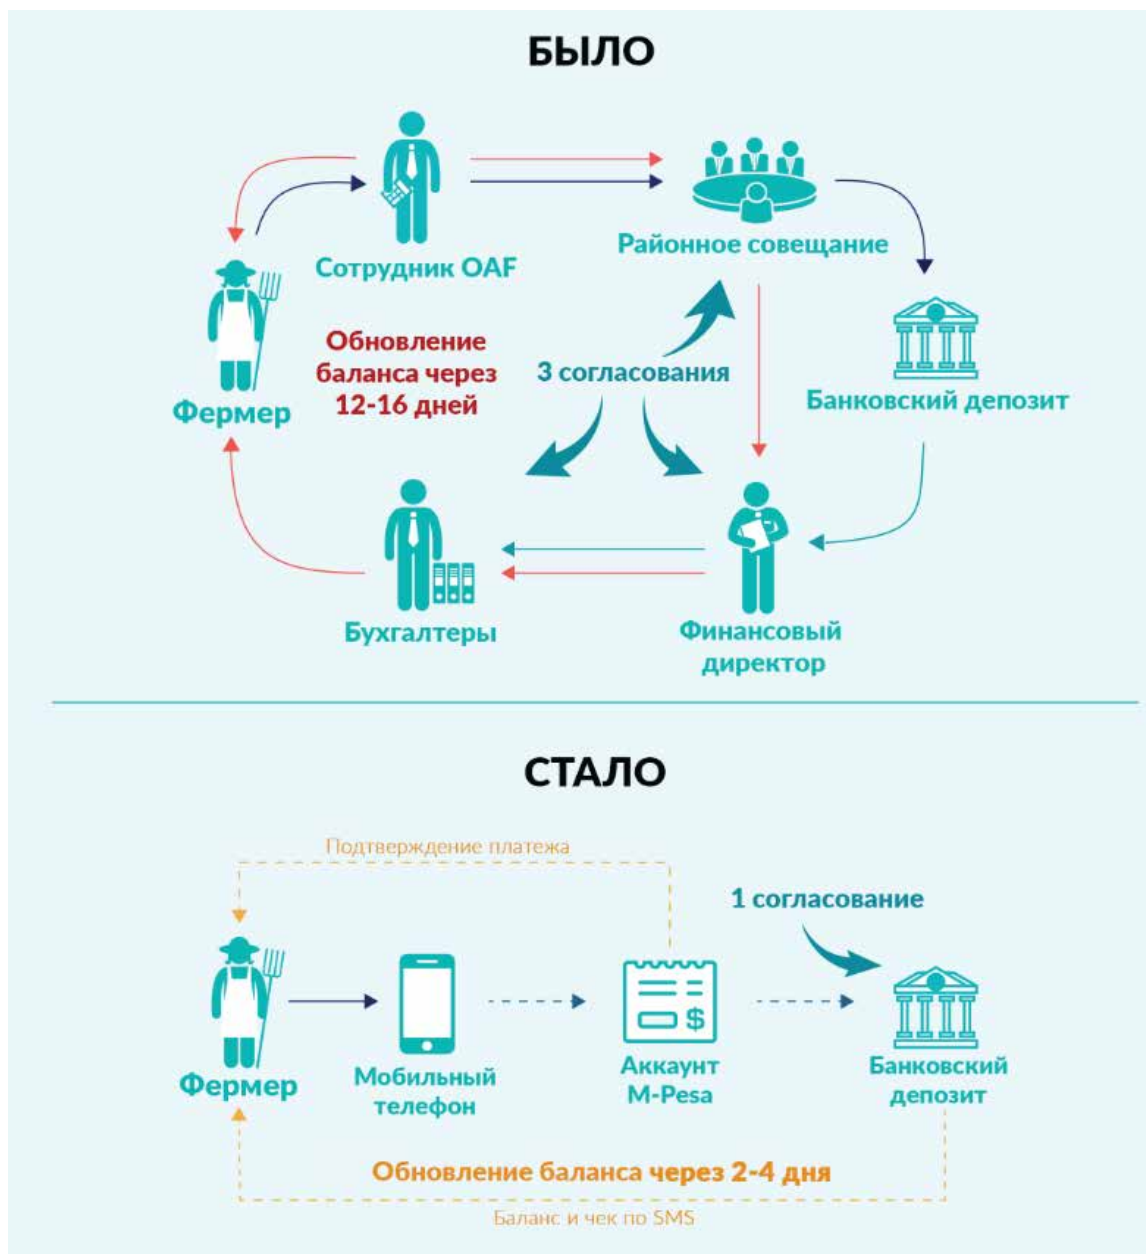 БЫЛО
Сотрудник OAF
Районное совещание
Обновление
баланса через
12-16 дней
3 согласования
Фермер
Банковский депозит
Бухгалтеры
Финансовый
директор
СТАЛО
Подтверждение платежа
1 согласование
$
Фермер
Мобильный
телефон
Аккаунт
M-Pesa
Банковский
депозит
Обновление баланса через 2-4 дня
Баланс и чек по SMS